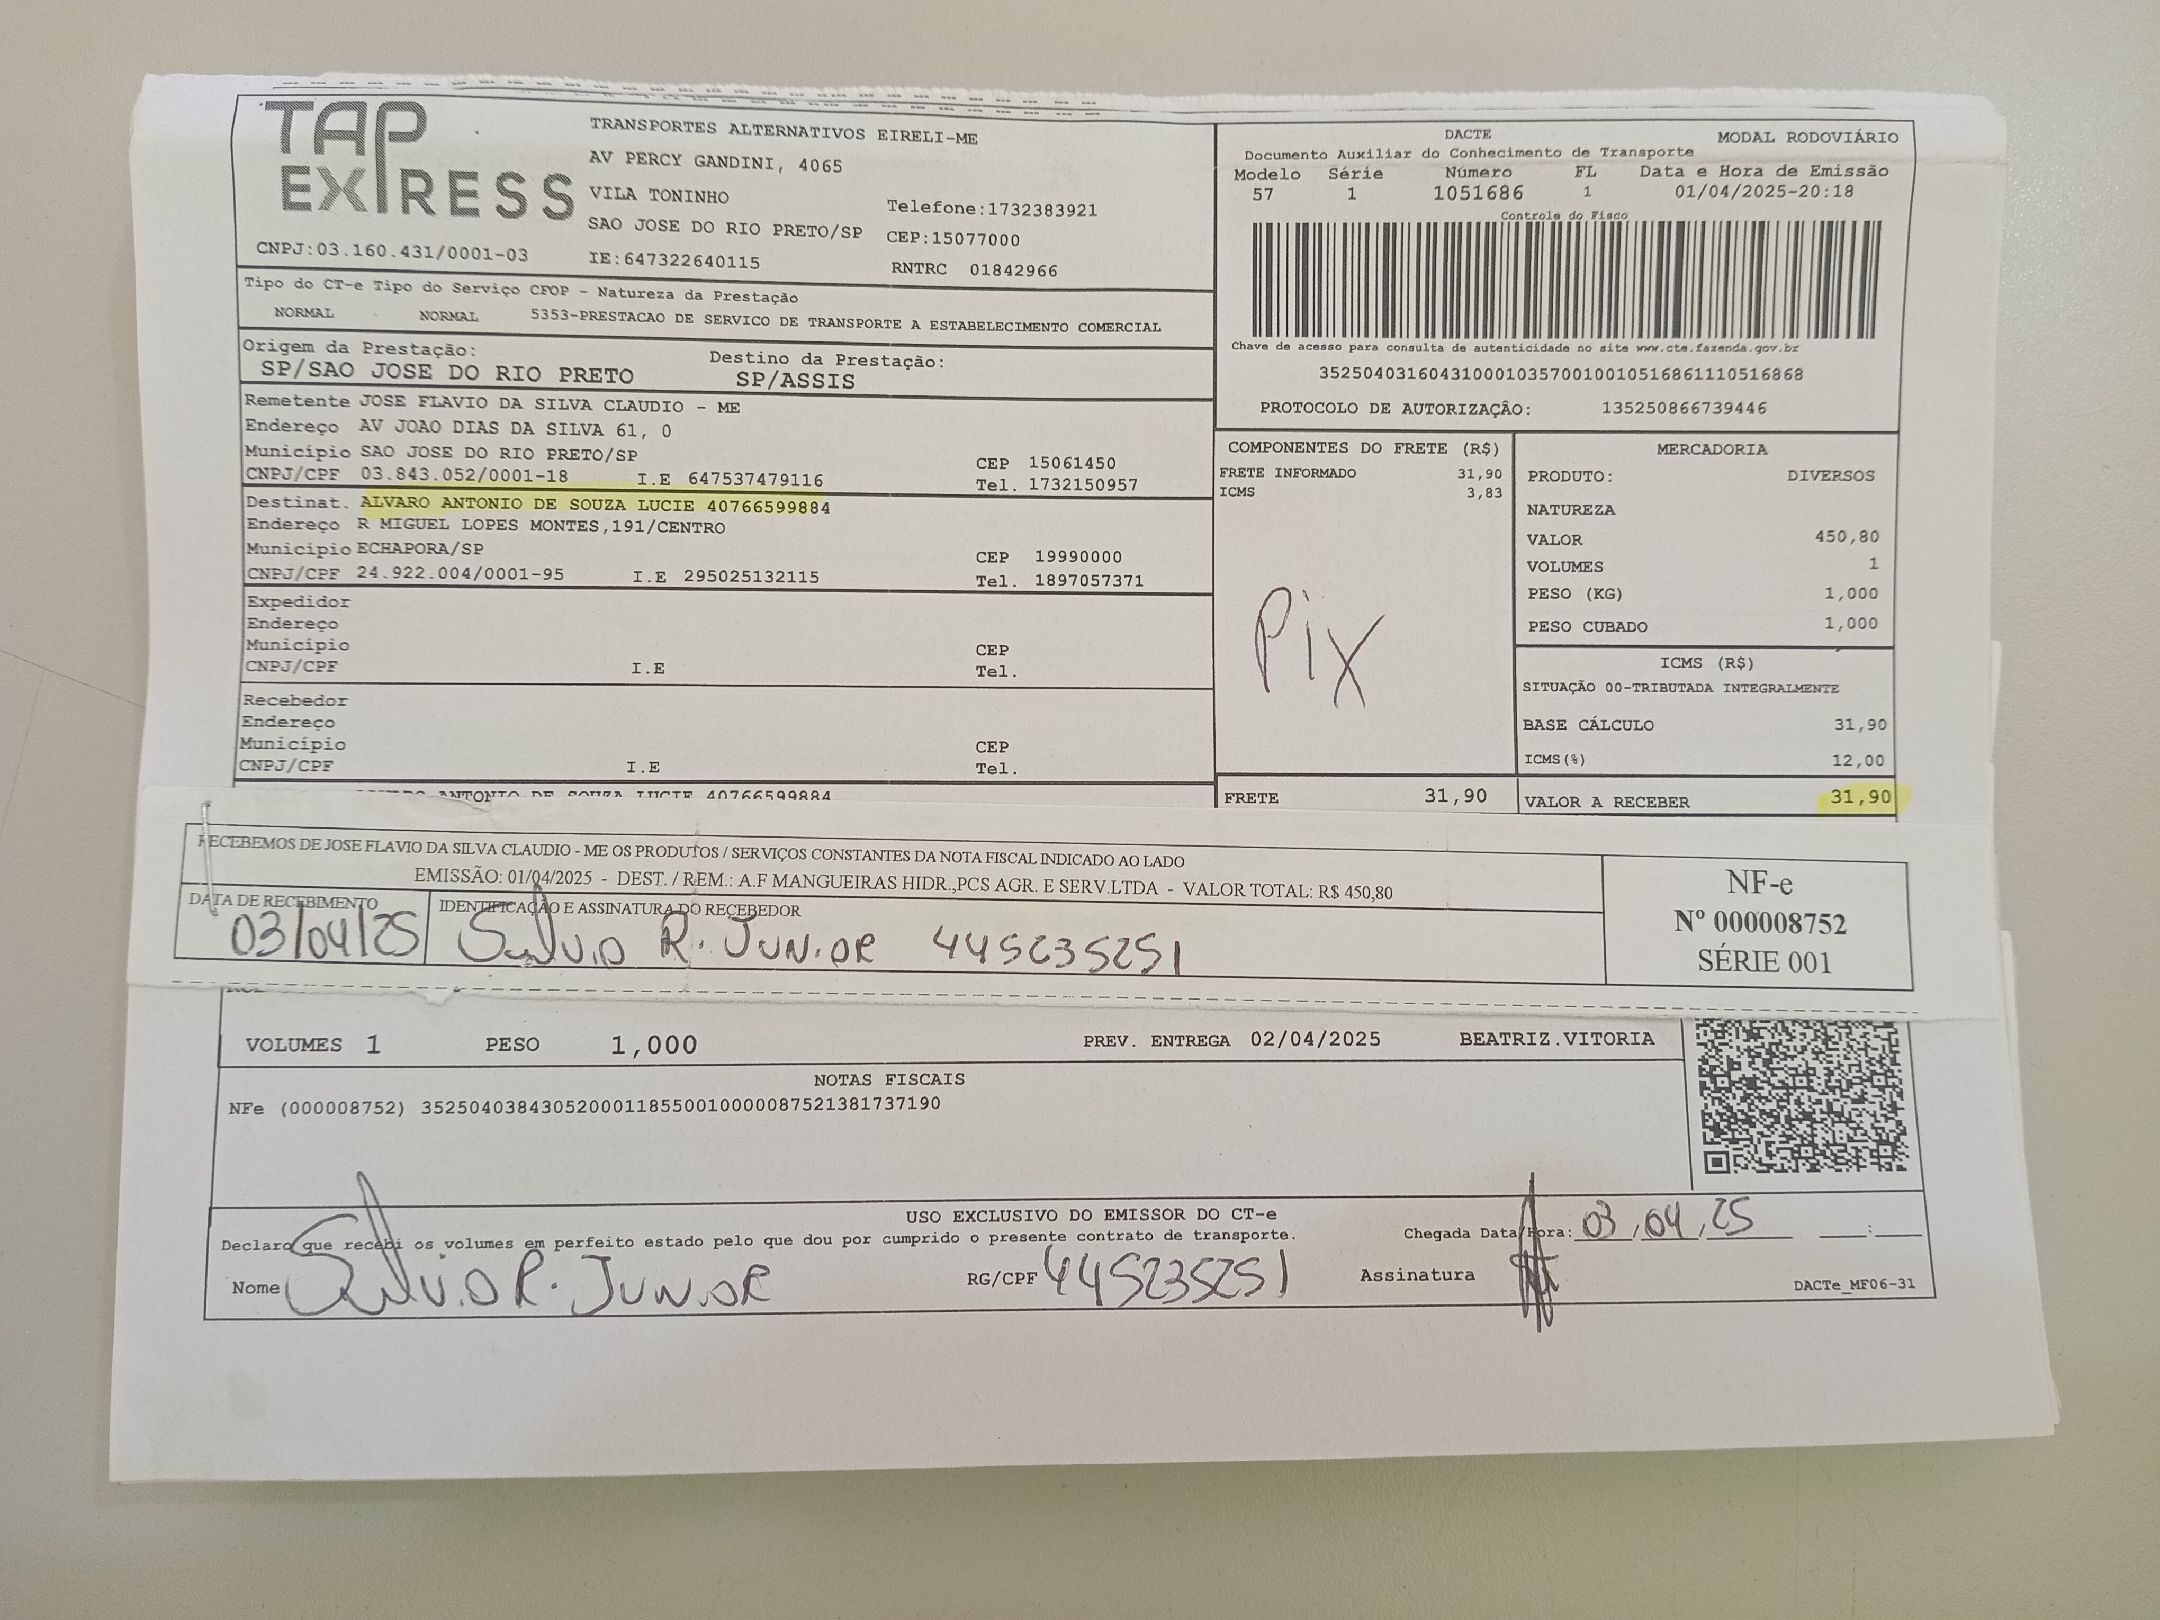 TAP
EXPRESS
CNPJ:03.160.431/0001-03
TRANSPORTES ALTERNATIVOS EIRELI-ME
AV PERCY GANDINI, 4065
VILA TONINHO
Telefone:1732383921
SAO JOSE DO RIO PRETO/SP CEP:15077000
IE:647322640115 RNTRC 01842966
DACTE MODAL RODOVIÁRIO
Documento Auxiliar do Conhecimento de Transporte
Modelo Série Número FL Data e Hora de Emissão
57 1 1051686 1 01/04/2025-20:18
Controle do Fisco
Chave de acesso para consulta de autenticidade no site www.cte.fazenda.gov.br
35250403160431000103570010010516861110516868
PROTOCOLO DE AUTORIZAÇÂO: 135250866739446
Tipo do CT-e Tipo do Serviço CFOP - Natureza da Prestação
NORMAL NORMAL 5353-PRESTACAO DE SERVICO DE TRANSPORTE A ESTABELECIMENTO COMERCIAL
Origem da Prestação: Destino da Prestação:
SP/SAO JOSE DO RIO PRETO SP/ASSIS
Remetente JOSE FLAVIO DA SILVA CLAUDIO - ME
Endereço AV JOAO DIAS DA SILVA 61, 0
Município SAO JOSE DO RIO PRETO/SP CEP 15061450
CNPJ/CPF 03.843.052/0001-18 I.E 647537479116 Tel. 1732150957
Destinat. ALVARO ANTONIO DE SOUZA LUCIE 40766599884
Endereço R MIGUEL LOPES MONTES,191/CENTRO
Município ECHAPORA/SP CEP 19990000
CNPJ/CPF 24.922.004/0001-95 I.E 295025132115 Tel. 1897057371
Expedidor
Endereço
Município CEP
CNPJ/CPF I.E Tel.
Recebedor
Endereço
Município CEP
CNPJ/CPF I.E Tel.
ANTONIO DE SOUZA LUCIE 40766599884
COMPONENTES DO FRETE (R$)
FRETE INFORMADO 31,90
ICMS 3,83
Pix
FRETE 31,90
MERCADORIA
PRODUTO: DIVERSOS
NATUREZA
VALOR 450,80
VOLUMES 1
PESO (KG) 1,000
PESO CUBADO 1,000
ICMS (R$)
SITUAÇÃO 00-TRIBUTADA INTEGRALMENTE
BASE CÁLCULO 31,90
ICMS(%) 12,00
VALOR A RECEBER 31,90
RECEBEMOS DE JOSE FLAVIO DA SILVA CLAUDIO - ME OS PRODUTOS / SERVIÇOS CONSTANTES DA NOTA FISCAL INDICADO AO LADO
EMISSÃO: 01/04/2025 - DEST. / REM.: A.F MANGUEIRAS HIDR.,PCS AGR. E SERV.LTDA - VALOR TOTAL: R$ 450,80
DATA DE RECEBIMENTO IDENTIFICAÇÃO E ASSINATURA DO RECEBEDOR
03/04/25 Silvio R. Junior 445235251
NF-e
Nº 000008752
SÉRIE 001
VOLUMES 1 PESO 1,000 PREV. ENTREGA 02/04/2025 BEATRIZ.VITORIA
NOTAS FISCAIS
NFe (000008752) 35250403843052000118550010000087521381737190
USO EXCLUSIVO DO EMISSOR DO CT-e
Declaro que recebi os volumes em perfeito estado pelo que dou por cumprido o presente contrato de transporte. Chegada Data/Hora: 03/04/25 __:__
Nome Silvio R. Junior RG/CPF 445235251 Assinatura
DACTe_MF06-31